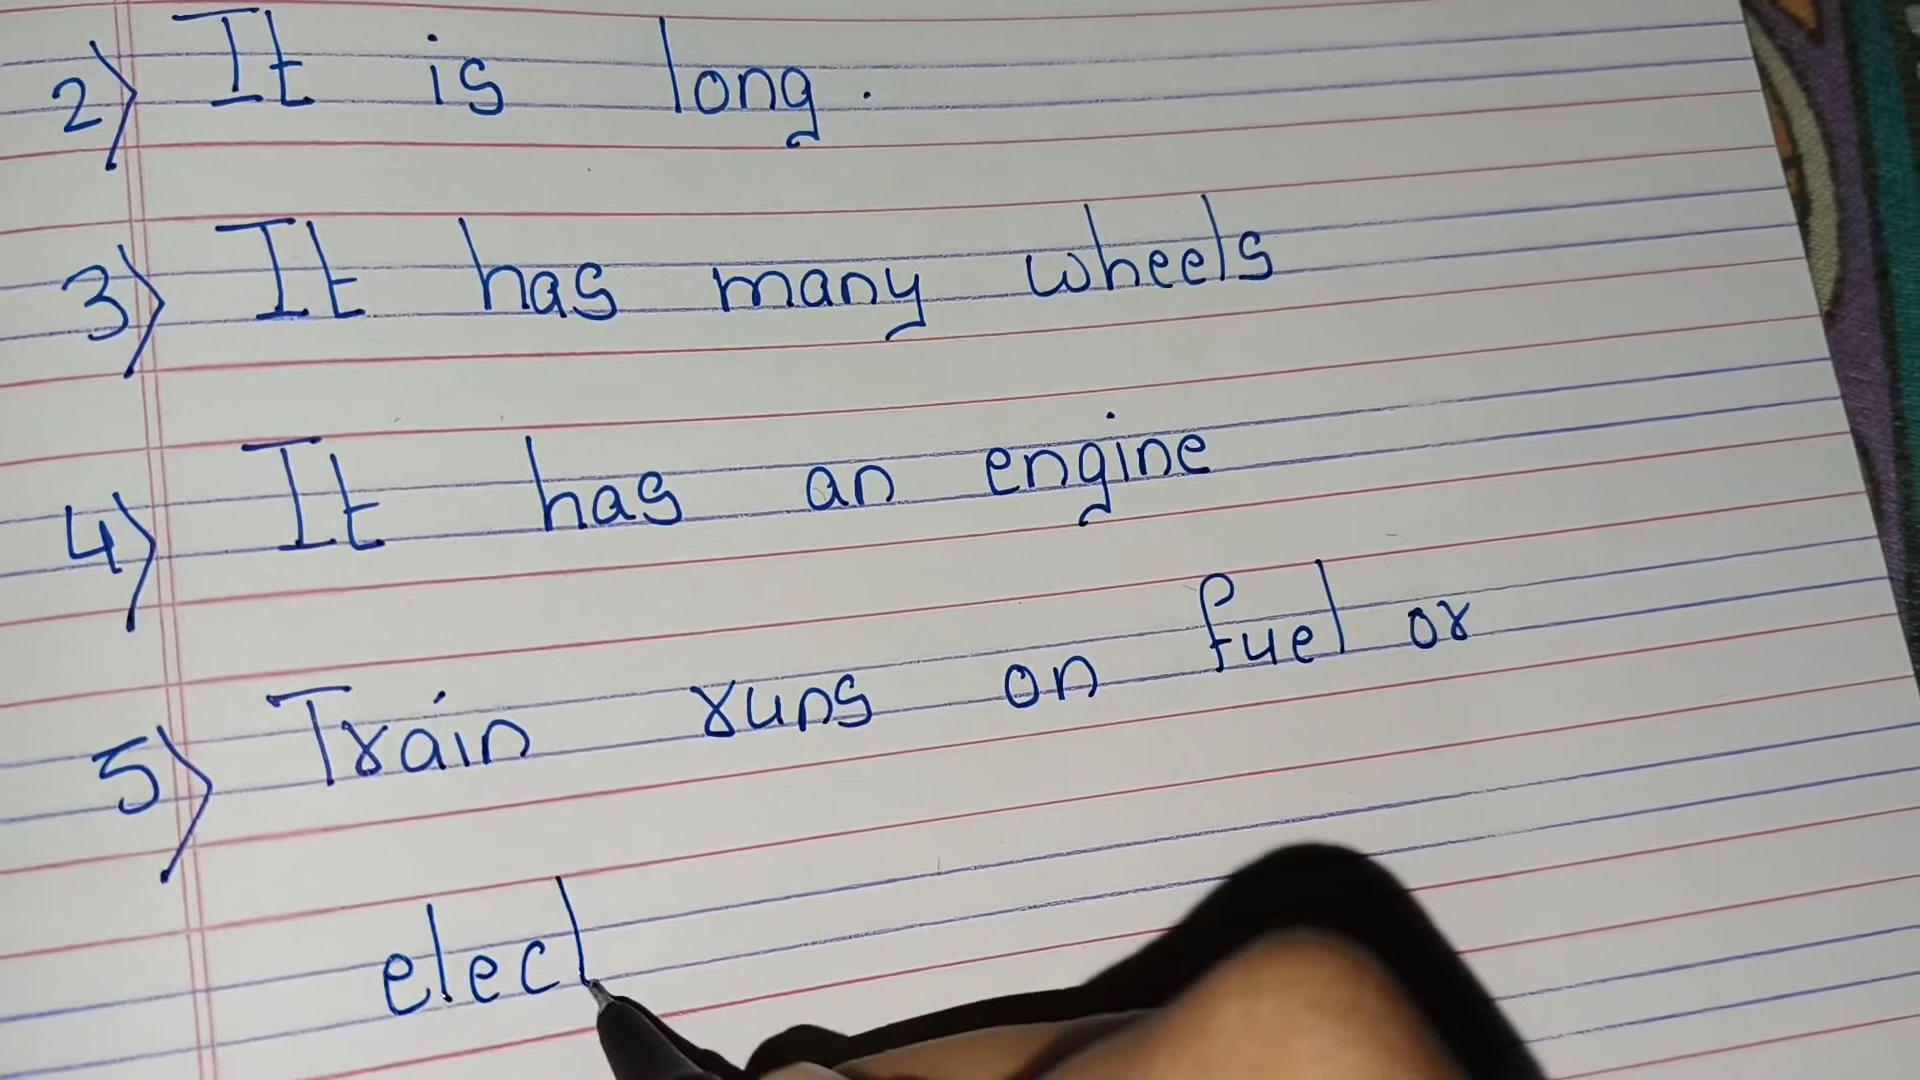 2) It is long.
3) It has many wheels
4) It has an engine
5) Train runs on fuel or
elect